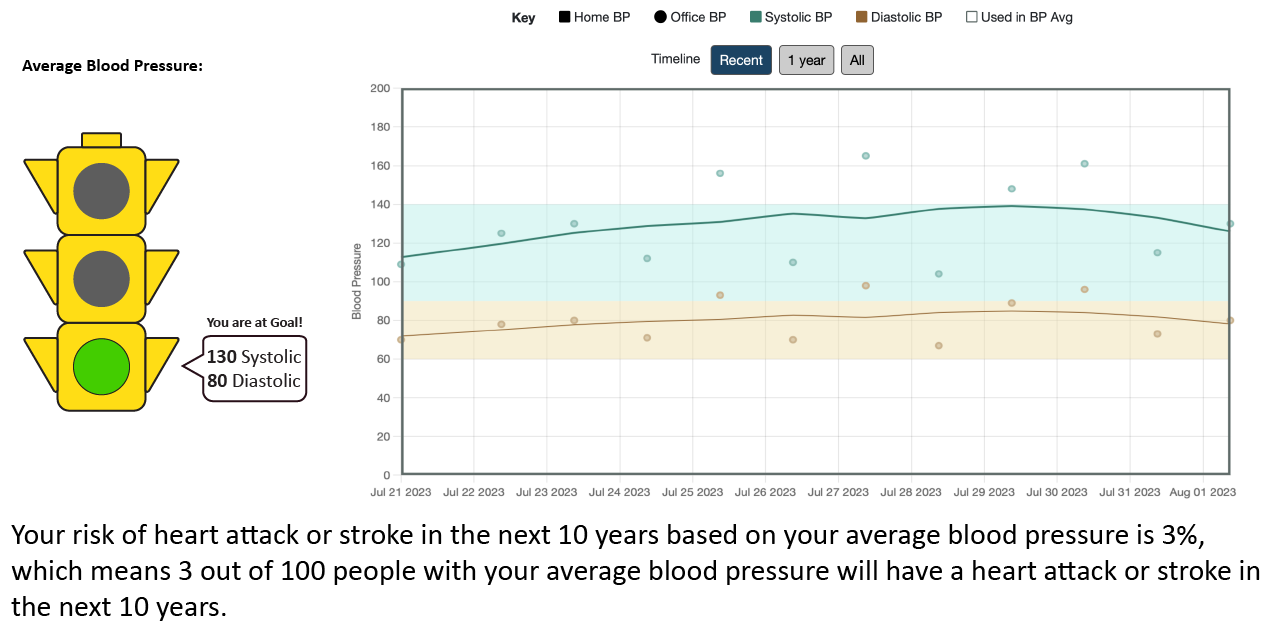 Key Home BP Office BP Systolic BP Diastolic BP Used in BP Avg
Timeline Recent 1 year All
Average Blood Pressure:
You are at Goal!
130 Systolic
80 Diastolic
Blood Pressure
200
180
160
140
120
100
80
60
40
20
0
Jul 21 2023 Jul 22 2023 Jul 23 2023 Jul 24 2023 Jul 25 2023 Jul 26 2023 Jul 27 2023 Jul 28 2023 Jul 29 2023 Jul 30 2023 Jul 31 2023 Aug 01 2023
Your risk of heart attack or stroke in the next 10 years based on your average blood pressure is 3%,
which means 3 out of 100 people with your average blood pressure will have a heart attack or stroke in
the next 10 years.